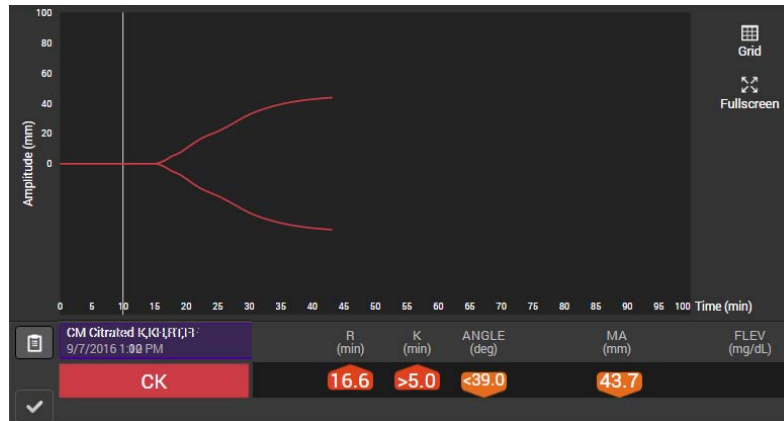 100
80
60
40
20
0
Amplitude (mm)
Grid
Fullscreen
0 5 10 15 20 25 30 35 40 45 50 55 60 65 70 75 80 85 90 95 100 Time (min)
CM Citrated
9/7/2016 PM
R K ANGLE MA FLEV
(min) (min) (deg) (mm) (mg/dL)
CK 16.6 >5.0 <39.0 43.7